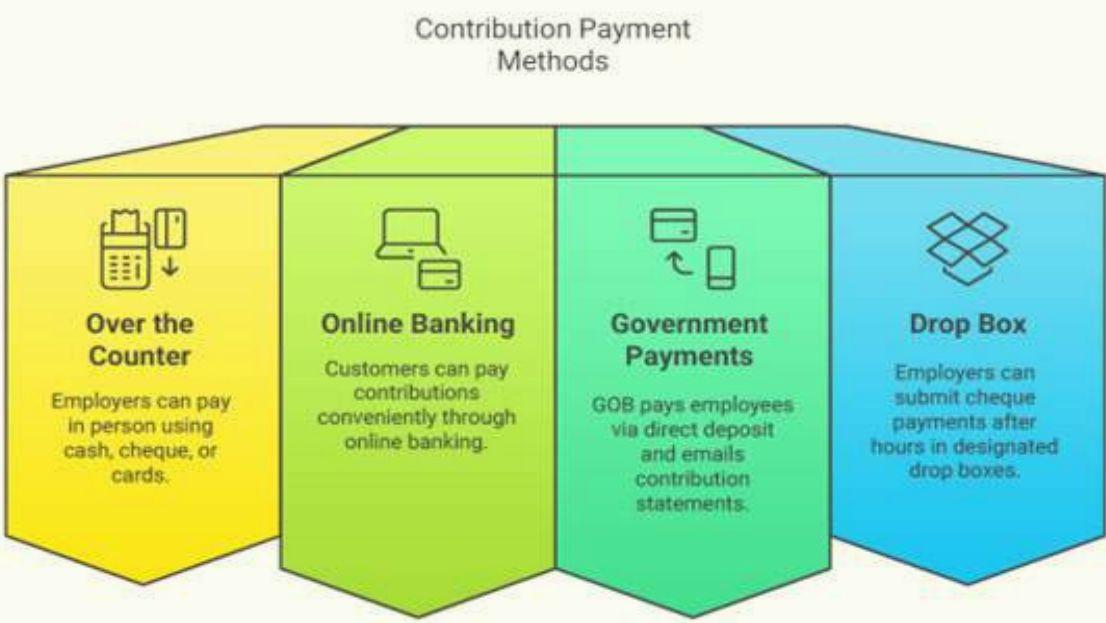 Contribution Payment
Methods
Over the
Counter
Employers can pay
in person using
cash, cheque, or
cards.
Online Banking
Customers can pay
contributions
conveniently through
online banking.
Government
Payments
GOB pays employees
via direct deposit
and emails
contribution
statements.
Drop Box
Employers can
submit cheque
payments after
hours in designated
drop boxes.